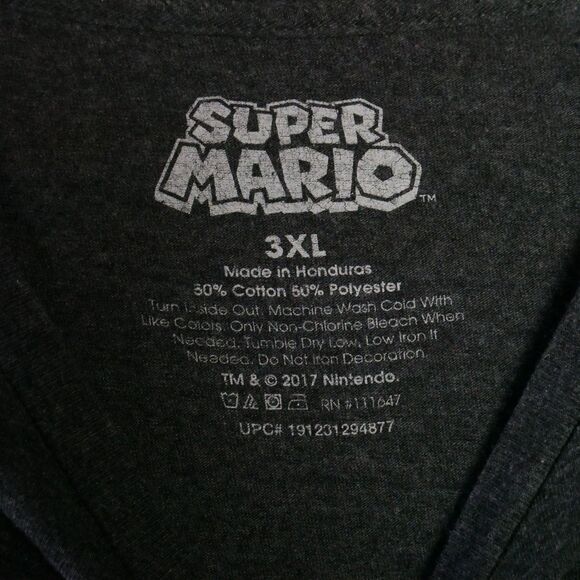 SUPER
MARIO™
3XL
Made in Honduras
50% Cotton 50% Polyester
Turn Inside Out. Machine Wash Cold With
Like Colors. Only Non-Chlorine Bleach When
Needed. Tumble Dry Low, Low Iron If
Needed. Do Not Iron Decoration
TM & © 2017 Nintendo.
RN #111647
UPC# 191231294877